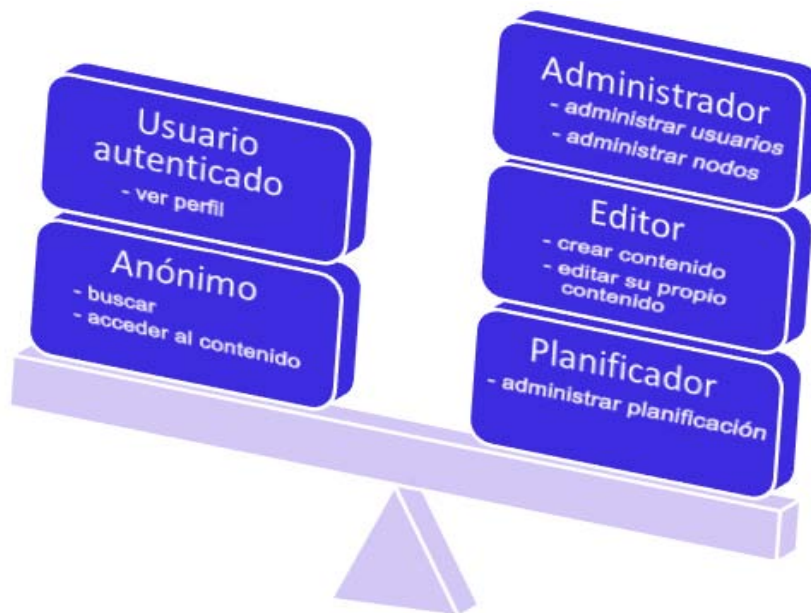 Usuario
autenticado
- ver perfil
Anónimo
- buscar
- acceder al contenido
Administrador
- administrar usuarios
- administrar nodos
Editor
- crear contenido
- editar su propio
contenido
Planificador
- administrar planificación